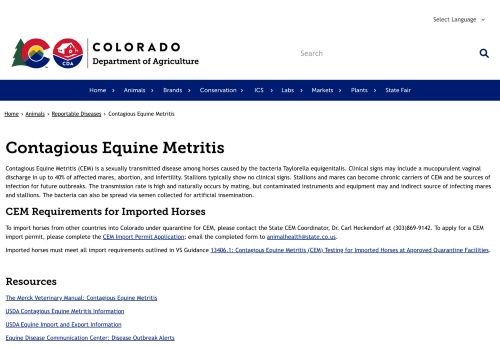 Select Language
COLORADO
Department of Agriculture
CO
CDA
Search
Home
Animals
Brands
Conservation
ICS
Labs
Markets
Plants
State Fair
Home > Animals > Reportable Diseases > Contagious Equine Metritis
Contagious Equine Metritis
Contagious Equine Metritis (CEM) is a sexually transmitted disease among horses caused by the bacteria Taylorella equigenitalis. Clinical signs may include a mucopurulent vaginal
discharge in up to 40% of affected mares, abortion, and infertility. Stallions typically show no clinical signs. Stallions and mares can become chronic carriers of CEM and be sources of
infection for future outbreaks. The transmission rate is high and naturally occurs by mating, but contaminated instruments and equipment may and indirect source of infecting mares
and stallions. The bacteria can also be spread via semen collected for artificial insemination.
CEM Requirements for Imported Horses
To import horses from other countries into Colorado under quarantine for CEM, please contact the State CEM Coordinator, Dr. Carl Heckendorf at (303)869-9142. To apply for a CEM
import permit, please complete the CEM Import Permit Application; email the completed form to animalhealth@state.co.us.
Imported horses must meet all import requirements outlined in VS Guidance 13406.1: Contagious Equine Metritis (CEM) Testing for Imported Horses at Approved Quarantine Facilities.
Resources
The Merck Veterinary Manual: Contagious Equine Metritis
USDA Contagious Equine Metritis Information
USDA Equine Import and Export Information
Equine Disease Communication Center: Disease Outbreak Alerts